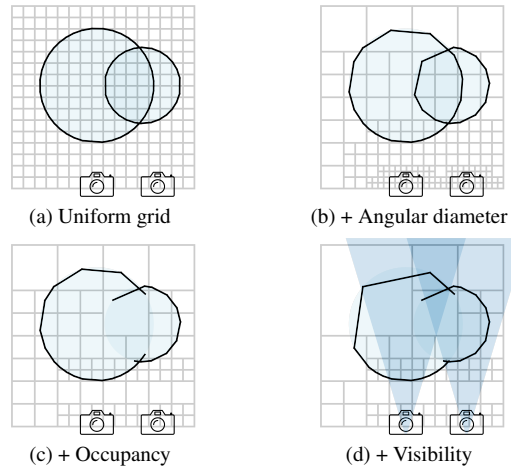 (a) Uniform grid
(b) + Angular diameter
(c) + Occupancy
(d) + Visibility